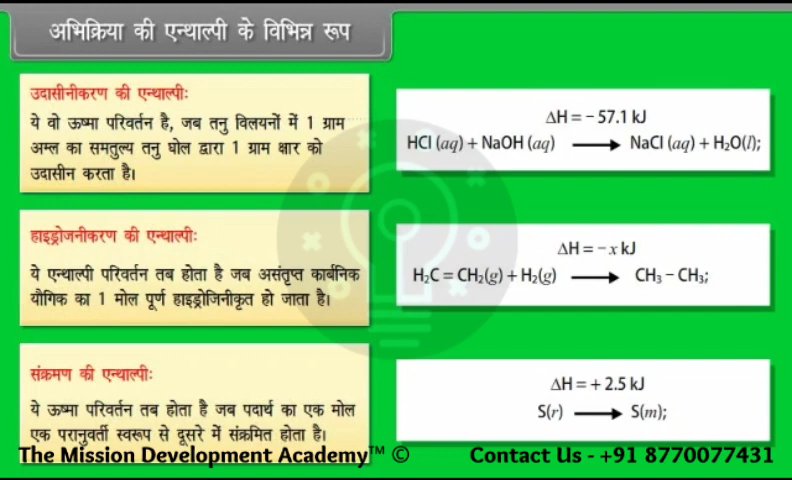 अभिक्रिया की एन्थाल्पी के विभिन्न रूप
उदासीनीकरण की एन्थाल्पीः
ये वो ऊष्मा परिवर्तन है, जब तनु विलयनों में 1 ग्राम
अम्ल का समतुल्य तनु घोल द्वारा 1 ग्राम क्षार को
उदासीन करता है।
ΔH = – 57.1 kJ
HCl (aq) + NaOH (aq) ⟶ NaCl (aq) + H₂O(l);
हाइड्रोजनीकरण की एन्थाल्पीः
ये एन्थाल्पी परिवर्तन तब होता है जब असंतृप्त कार्बनिक
यौगिक का 1 मोल पूर्ण हाइड्रोजिनीकृत हो जाता है।
ΔH = – x kJ
H₂C = CH₂(g) + H₂(g) ⟶ CH₃ – CH₃;
संक्रमण की एन्थाल्पीः
ये ऊष्मा परिवर्तन तब होता है जब पदार्थ का एक मोल
एक परानुवर्ती स्वरूप से दूसरे में संक्रमित होता है।
ΔH = + 2.5 kJ
S(r) ⟶ S(m);
The Mission Development Academy™ © Contact Us - +91 8770077431